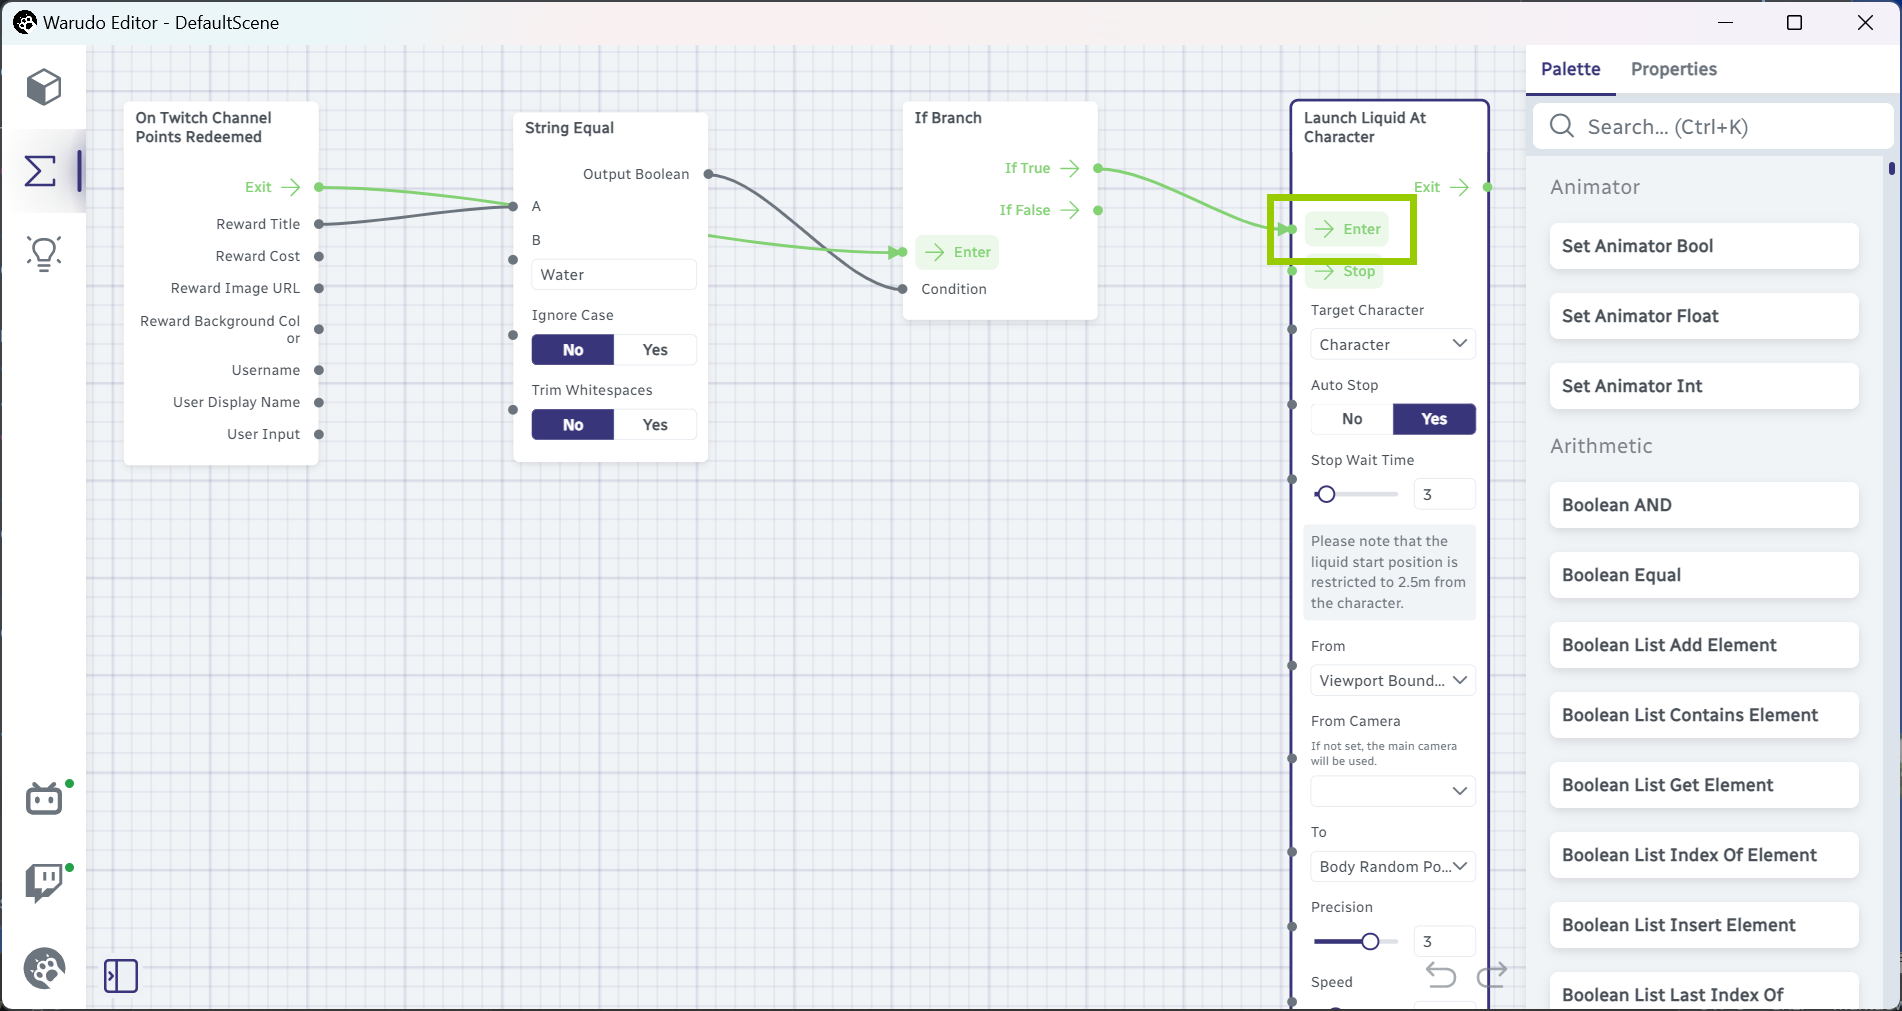 Warudo Editor - DefaultScene
On Twitch Channel
Points Redeemed
Exit
Reward Title
Reward Cost
Reward Image URL
Reward Background Col
or
Username
User Display Name
User Input
String Equal
Output Boolean
A
B
Water
Ignore Case
No Yes
Trim Whitespaces
No Yes
If Branch
If True
If False
Enter
Condition
Launch Liquid At
Character
Exit
Enter
Stop
Target Character
Character
Auto Stop
No Yes
Stop Wait Time
3
Please note that the
liquid start position is
restricted to 2.5m from
the character.
From
Viewport Bound...
From Camera
If not set, the main camera
will be used.
To
Body Random Po...
Precision
3
Speed
Palette Properties
Search... (Ctrl+K)
Animator
Set Animator Bool
Set Animator Float
Set Animator Int
Arithmetic
Boolean AND
Boolean Equal
Boolean List Add Element
Boolean List Contains Element
Boolean List Get Element
Boolean List Index Of Element
Boolean List Insert Element
Boolean List Last Index Of